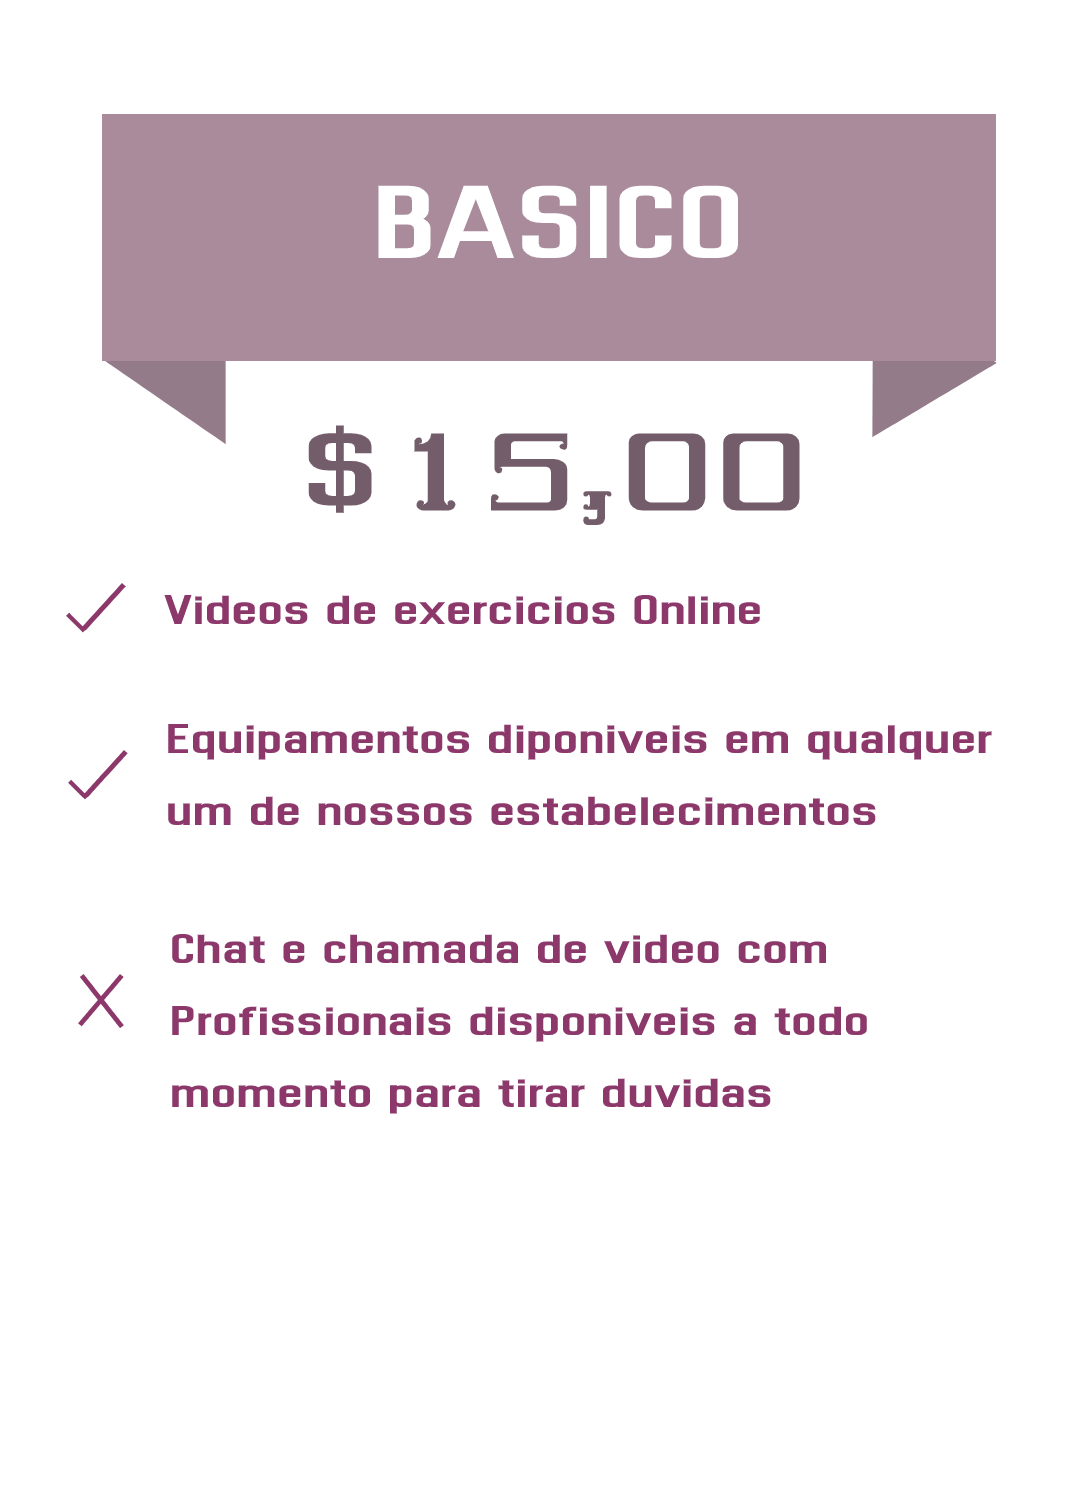 BASICO
$15,00
Videos de exercicios Online
Equipamentos diponiveis em qualquer
um de nossos estabelecimentos
Chat e chamada de video com
Profissionais disponiveis a todo
momento para tirar duvidas